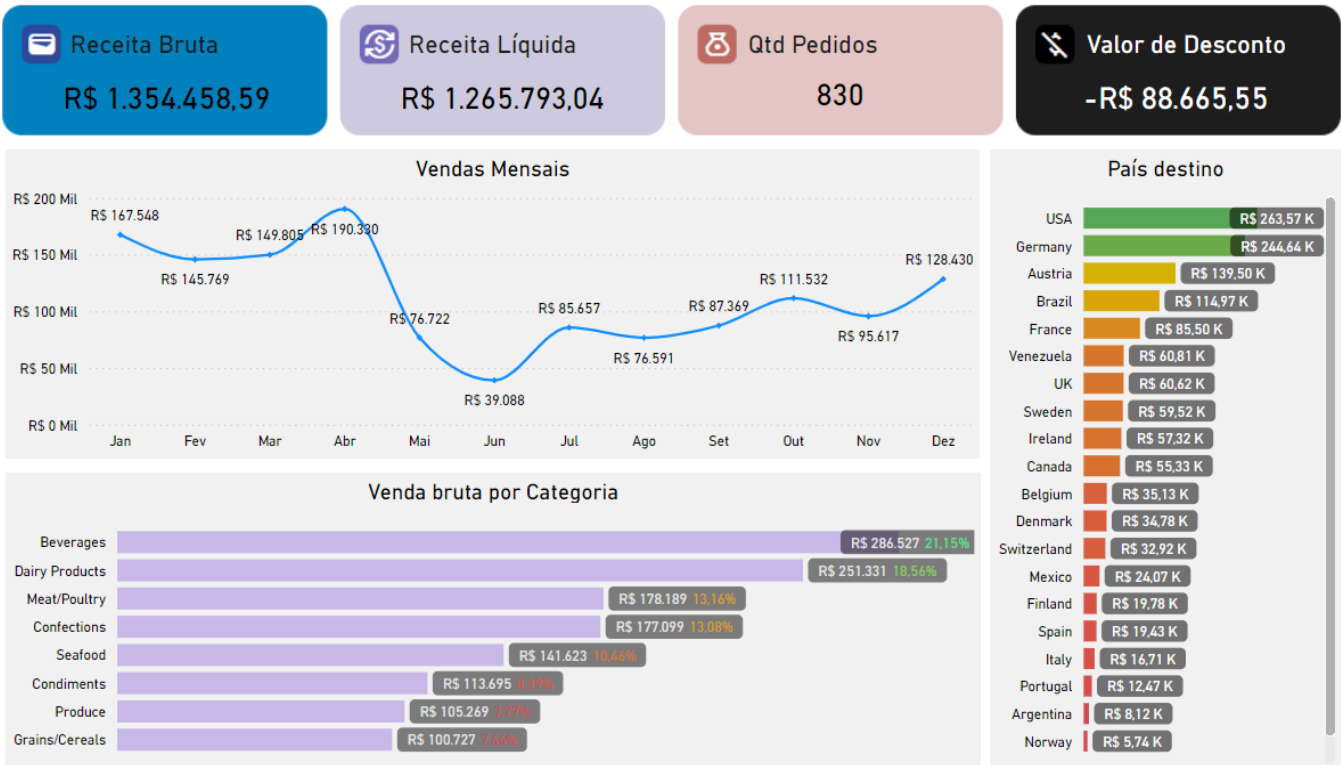 Receita Bruta
R$ 1.354.458,59
Receita Líquida
R$ 1.265.793,04
Qtd Pedidos
830
Valor de Desconto
-R$ 88.665,55
Vendas Mensais
R$ 200 Mil
R$ 150 Mil
R$ 100 Mil
R$ 50 Mil
R$ 0 Mil
R$ 167.548
R$ 145.769
R$ 149.805
R$ 190.330
R$ 76.722
R$ 39.088
R$ 85.657
R$ 76.591
R$ 87.369
R$ 111.532
R$ 95.617
R$ 128.430
Jan Fev Mar Abr Mai Jun Jul Ago Set Out Nov Dez
Venda bruta por Categoria
Beverages R$ 286.527 21,15%
Dairy Products R$ 251.331 18,56%
Meat/Poultry R$ 178.189 13,16%
Confections R$ 177.099 13,08%
Seafood R$ 141.623 10,46%
Condiments R$ 113.695 8,39%
Produce R$ 105.269 7,77%
Grains/Cereals R$ 100.727 7,44%
País destino
USA R$ 263,57 K
Germany R$ 244,64 K
Austria R$ 139,50 K
Brazil R$ 114,97 K
France R$ 85,50 K
Venezuela R$ 60,81 K
UK R$ 60,62 K
Sweden R$ 59,52 K
Ireland R$ 57,32 K
Canada R$ 55,33 K
Belgium R$ 35,13 K
Denmark R$ 34,78 K
Switzerland R$ 32,92 K
Mexico R$ 24,07 K
Finland R$ 19,78 K
Spain R$ 19,43 K
Italy R$ 16,71 K
Portugal R$ 12,47 K
Argentina R$ 8,12 K
Norway R$ 5,74 K